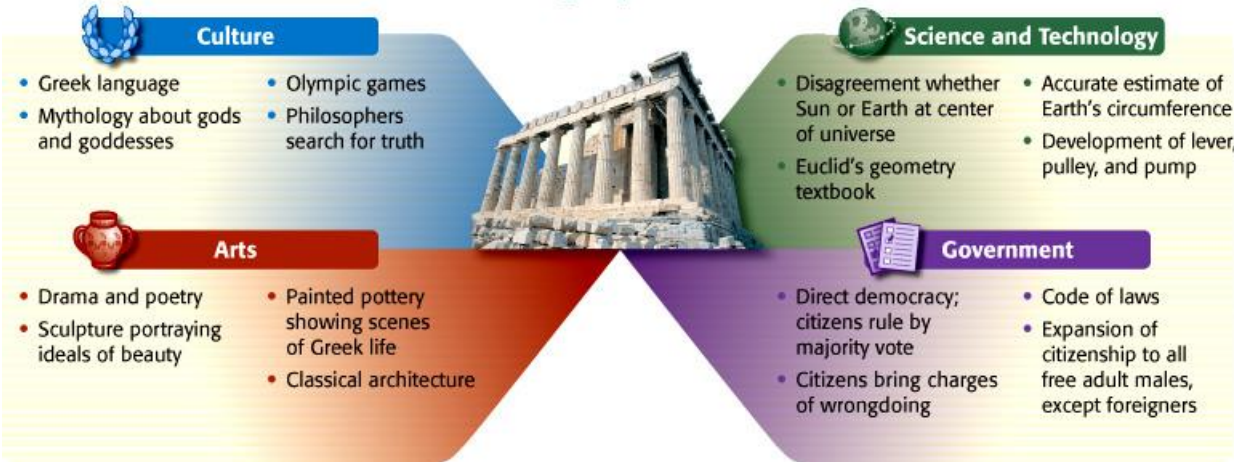 Culture
• Greek language
• Mythology about gods
and goddesses
• Olympic games
• Philosophers
search for truth
Science and Technology
• Disagreement whether
Sun or Earth at center
of universe
• Euclid's geometry
textbook
• Accurate estimate of
Earth's circumference
• Development of lever,
pulley, and pump
Arts
• Drama and poetry
• Sculpture portraying
ideals of beauty
• Painted pottery
showing scenes
of Greek life
• Classical architecture
Government
• Direct democracy;
citizens rule by
majority vote
• Citizens bring charges
of wrongdoing
• Code of laws
• Expansion of
citizenship to all
free adult males,
except foreigners